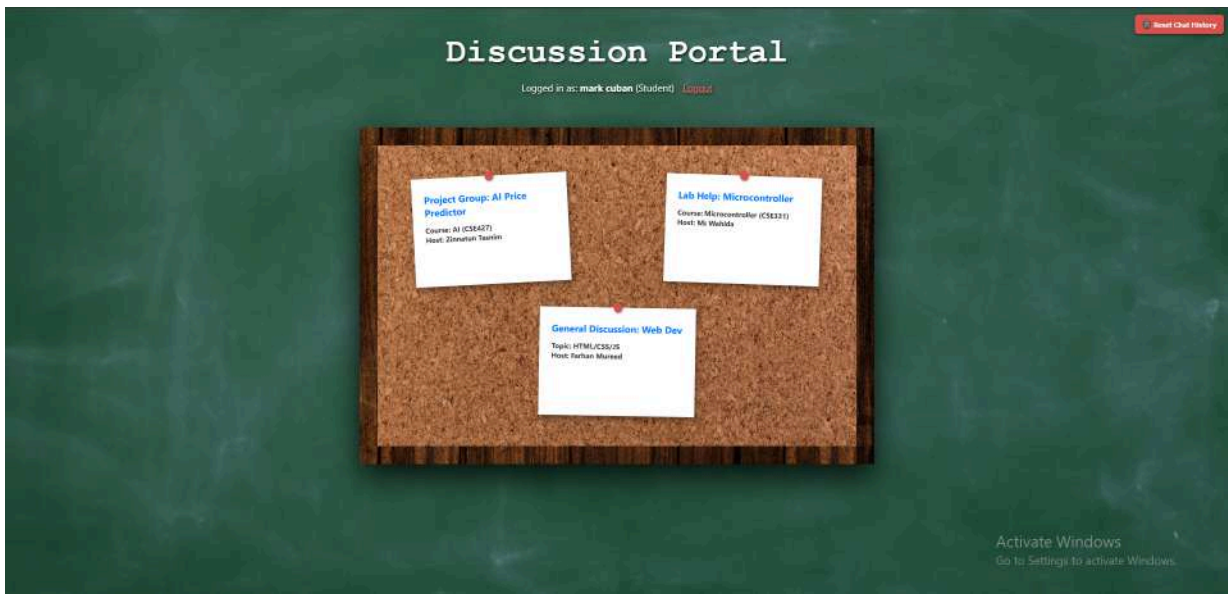 Reset Chat History
Discussion Portal
Logged in as: mark cuban (Student) Logout
Project Group: AI Price
Predictor
Course: AI (CSE427)
Host: Zinnatun Tasnim
Lab Help: Microcontroller
Course: Microcontroller (CSE331)
Host: Ms Wahida
General Discussion: Web Dev
Topic: HTML/CSS/JS
Host: Farhan Mureed
Activate Windows
Go to Settings to activate Windows.